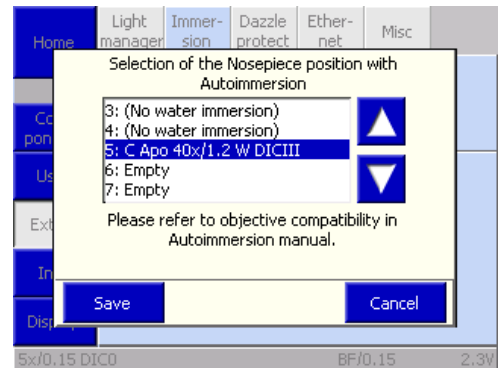 Home
Light manager
Immer- sion
Dazzle protect
Ether- net
Misc
Selection of the Nosepiece position with
Autoimmersion
3: (No water immersion)
4: (No water immersion)
5: C Apo 40x/1.2 W DICIII
6: Empty
7: Empty
Please refer to objective compatibility in
Autoimmersion manual.
Save
Cancel
5x/0.15 DIC0
BF/0.15
2.3V